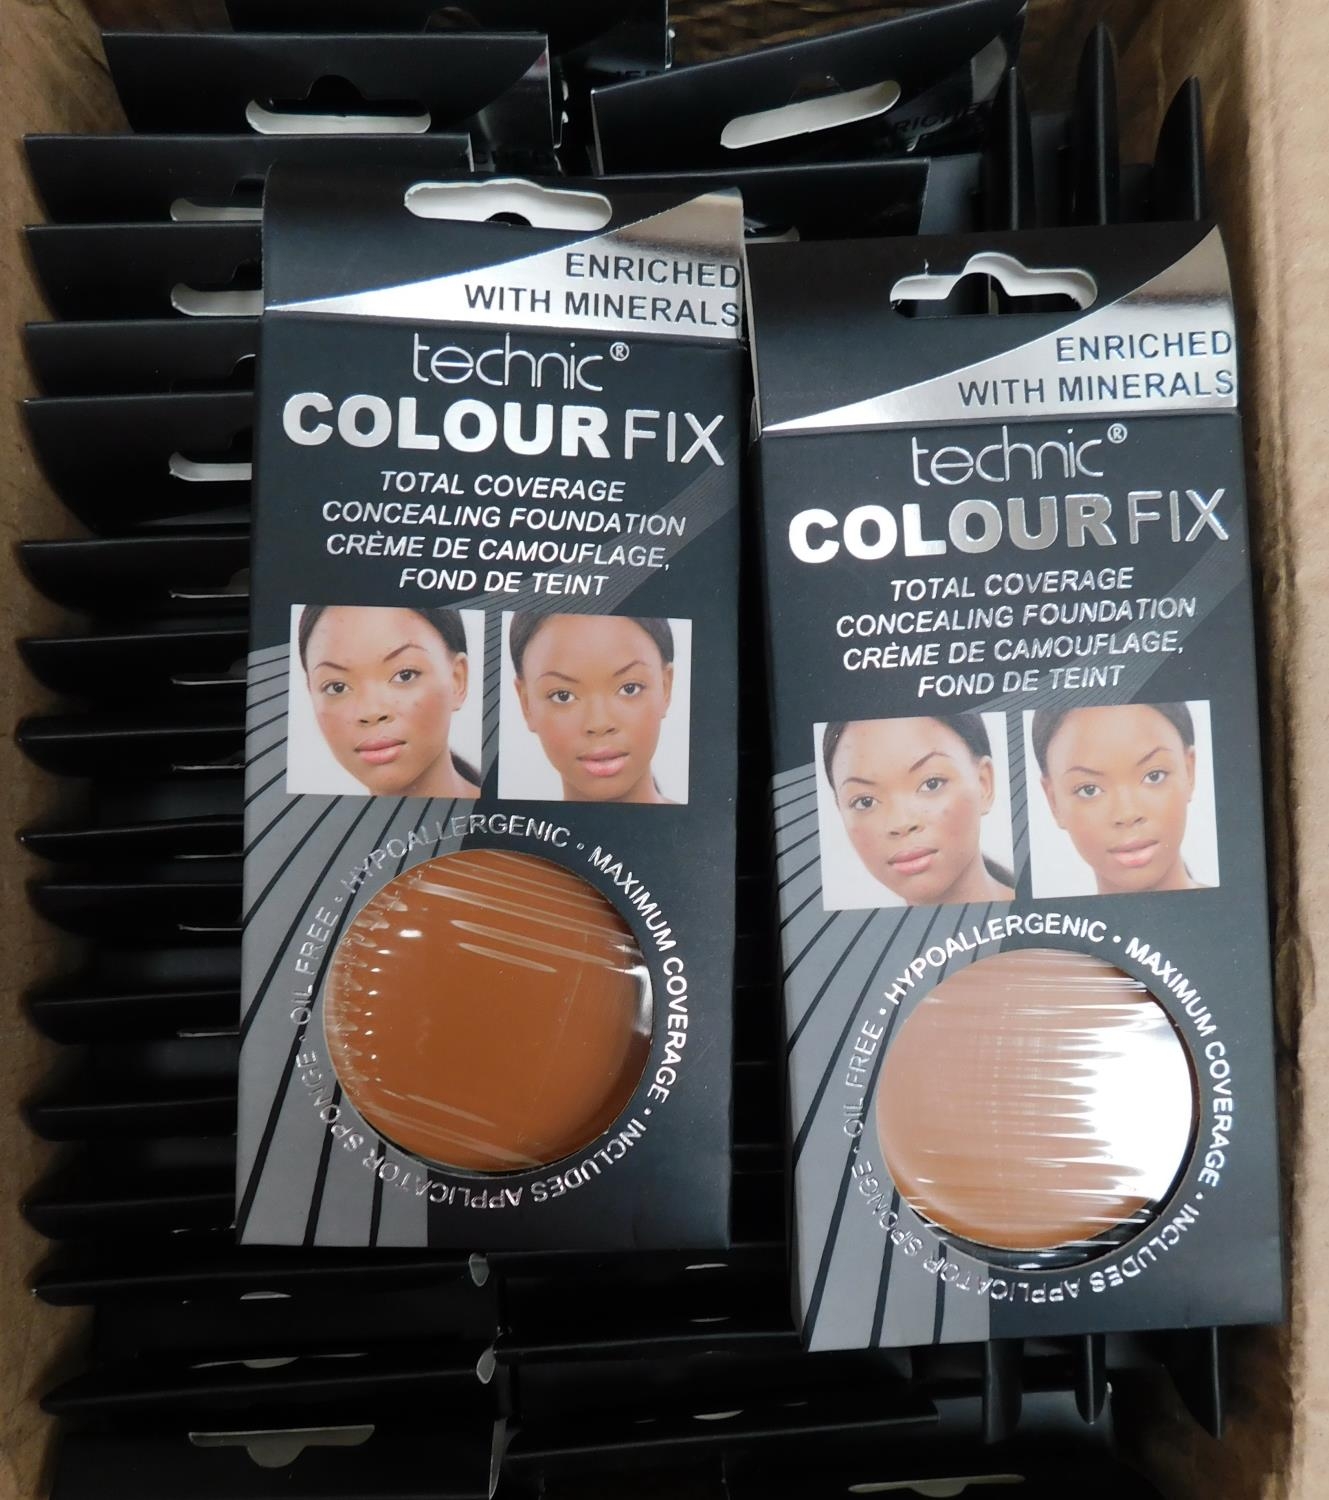 RICHED
ENRICHED
WITH MINERALS
technic®
COLOUR FIX
TOTAL COVERAGE
CONCEALING FOUNDATION
CRÈME DE CAMOUFLAGE,
FOND DE TEINT
OIL FREE • HYPOALLERGENIC • MAXIMUM COVERAGE • INCLUDES APPLICATOR SPONGE •
ENRICHED
WITH MINERALS
technic®
COLOUR FIX
TOTAL COVERAGE
CONCEALING FOUNDATION
CRÈME DE CAMOUFLAGE,
FOND DE TEINT
OIL FREE • HYPOALLERGENIC • MAXIMUM COVERAGE • INCLUDES APPLICATOR SPONGE •